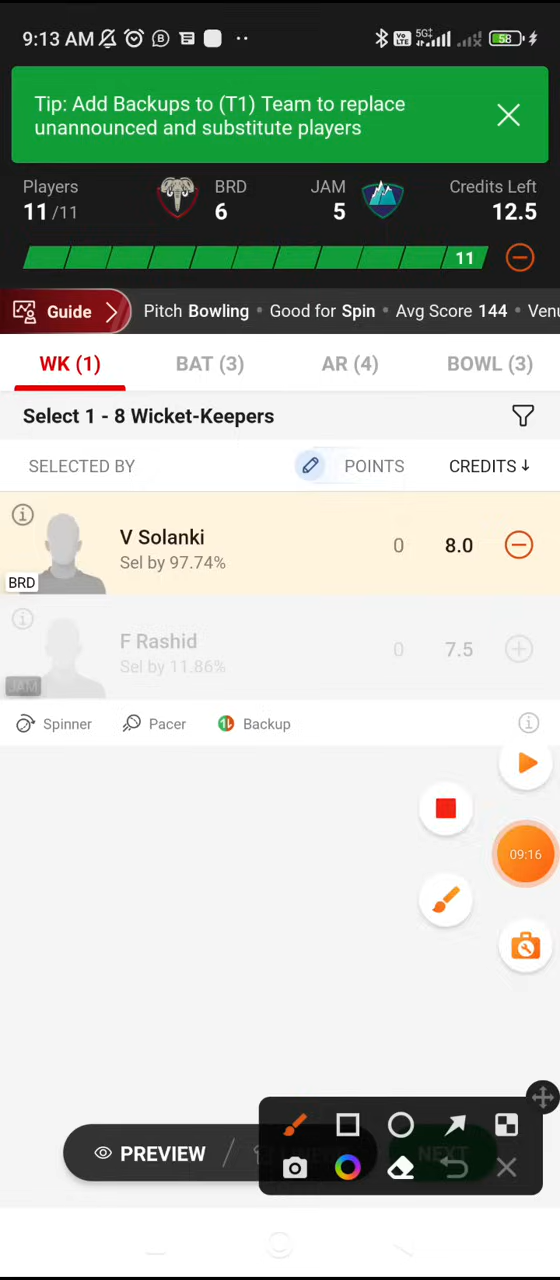 9:13 AM
5G+
58
Tip: Add Backups to (T1) Team to replace
unannounced and substitute players
Players
BRD
JAM
Credits Left
11/11
6
5
12.5
11
Guide
Pitch Bowling • Good for Spin • Avg Score 144 • Venu
WK (1)
BAT (3)
AR (4)
BOWL (3)
Select 1 - 8 Wicket-Keepers
SELECTED BY
POINTS
CREDITS ↓
V Solanki
Sel by 97.74%
0
8.0
BRD
F Rashid
Sel by 11.86%
0
7.5
JAM
Spinner
Pacer
Backup
09:16
PREVIEW
NEXT